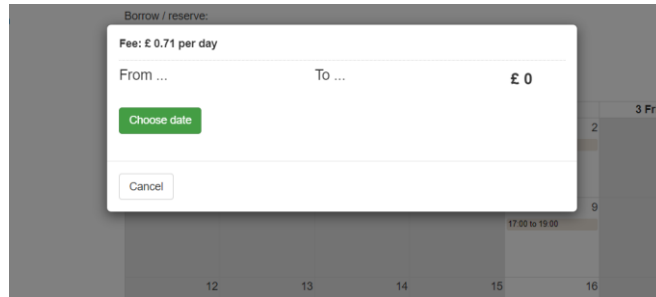 Borrow / reserve:
Fee: £ 0.71 per day
From ...
To ...
£ 0
Choose date
Cancel
3 Fr
2
9
17:00 to 19:00
12
13
14
15
16